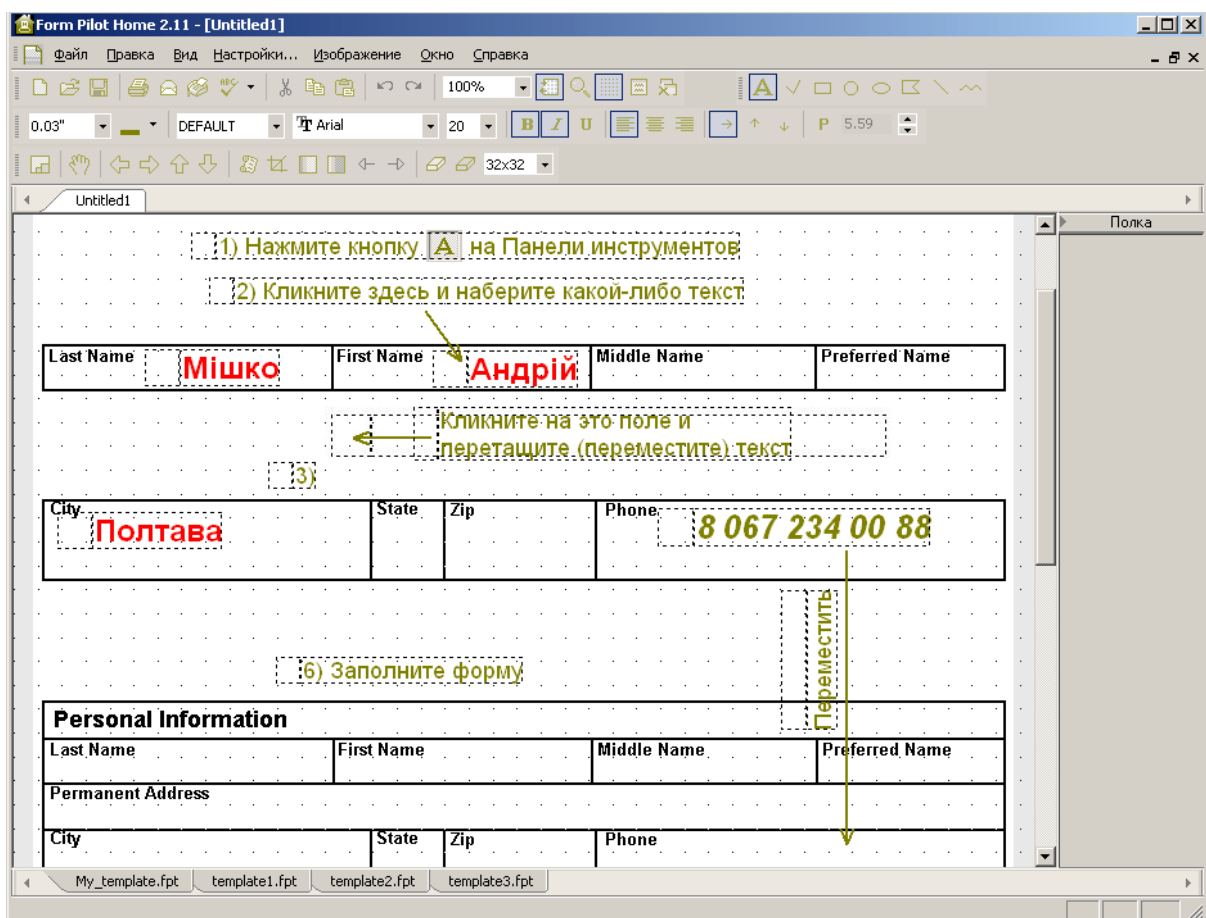 Form Pilot Home 2.11 - [Untitled1]
Файл Правка Вид Настройки... Изображение Окно Справка
ABC 100% A
0.03" DEFAULT Arial 20 B I U P 5.59
32x32
Untitled1
Полка
1) Нажмите кнопку A на Панели инструментов
2) Кликните здесь и наберите какой-либо текст
Last Name Мішко First Name Андрій Middle Name Preferred Name
Кликните на это поле и
перетащите (переместите) текст
3)
City Полтава State Zip Phone 8 067 234 00 88
Переместить
6) Заполните форму
Personal Information
Last Name First Name Middle Name Preferred Name
Permanent Address
City State Zip Phone
My_template.fpt template1.fpt template2.fpt template3.fpt